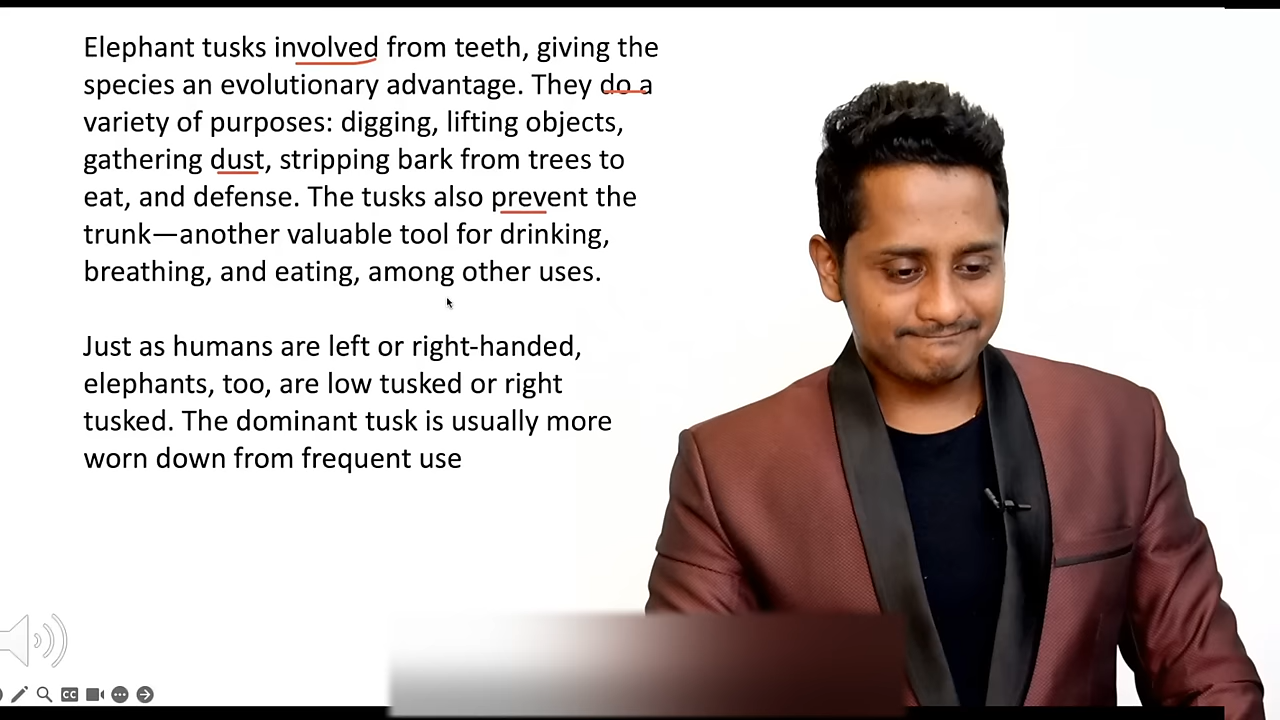 Elephant tusks involved from teeth, giving the
species an evolutionary advantage. They do a
variety of purposes: digging, lifting objects,
gathering dust, stripping bark from trees to
eat, and defense. The tusks also prevent the
trunk—another valuable tool for drinking,
breathing, and eating, among other uses.
Just as humans are left or right-handed,
elephants, too, are low tusked or right
tusked. The dominant tusk is usually more
worn down from frequent use
CC